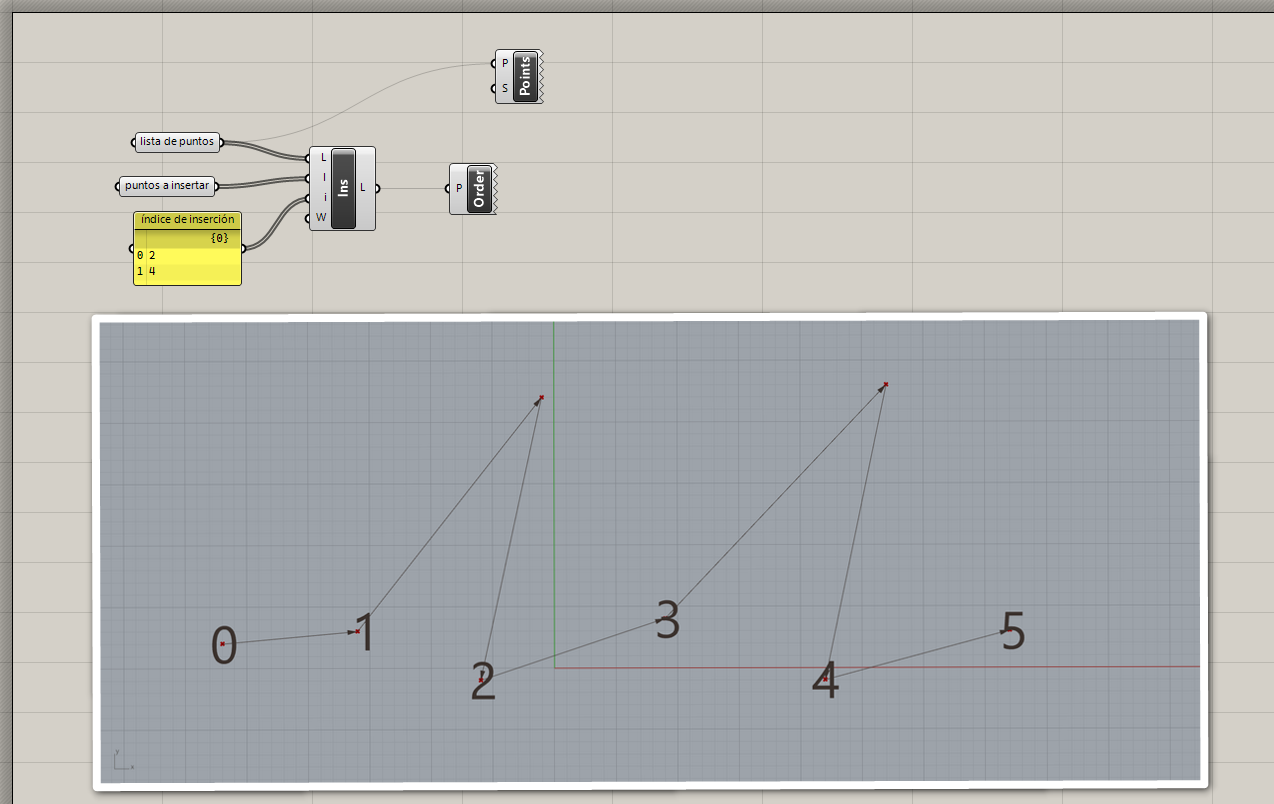 P
S
Points
lista de puntos
L
puntos a insertar
I
i
W
Ins
L
P
Order
índice de inserción
{0}
0 2
1 4
0
1
2
3
4
5
y
x